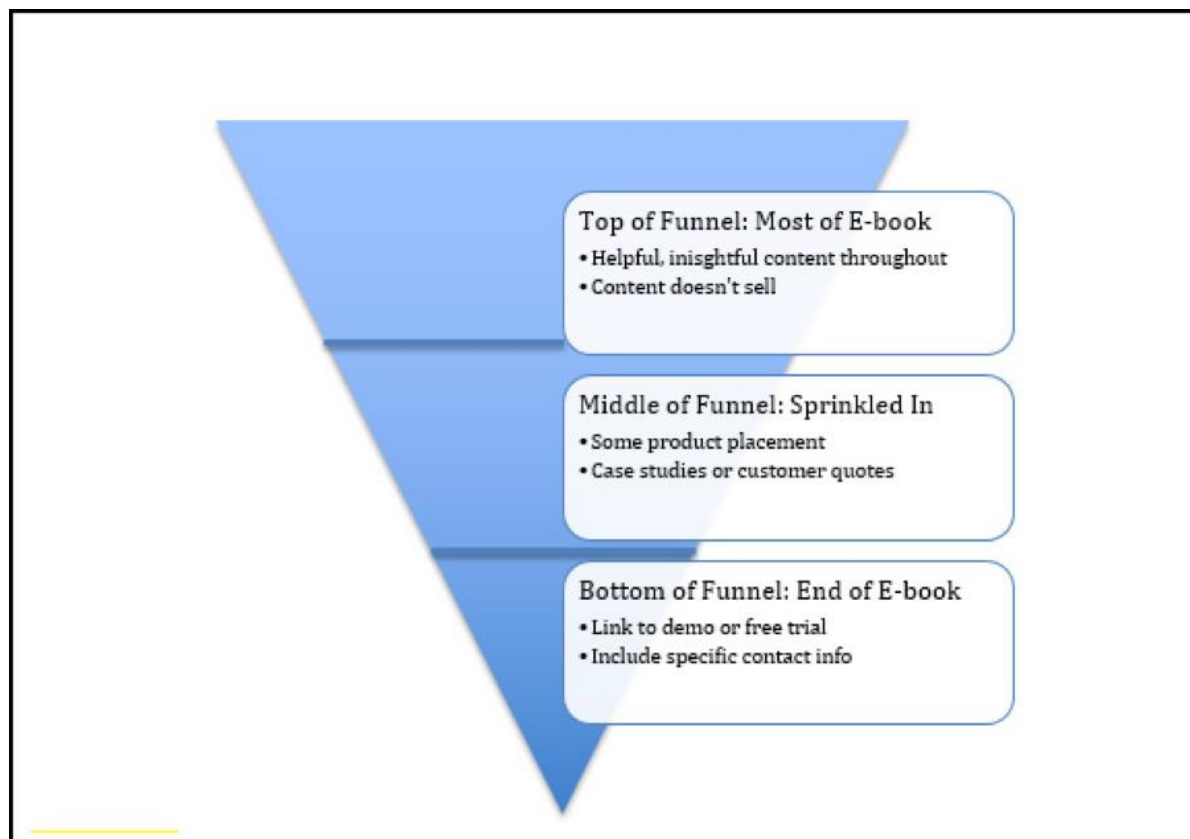 Top of Funnel: Most of E-book
• Helpful, inisghtful content throughout
• Content doesn't sell
Middle of Funnel: Sprinkled In
• Some product placement
• Case studies or customer quotes
Bottom of Funnel: End of E-book
• Link to demo or free trial
• Include specific contact info